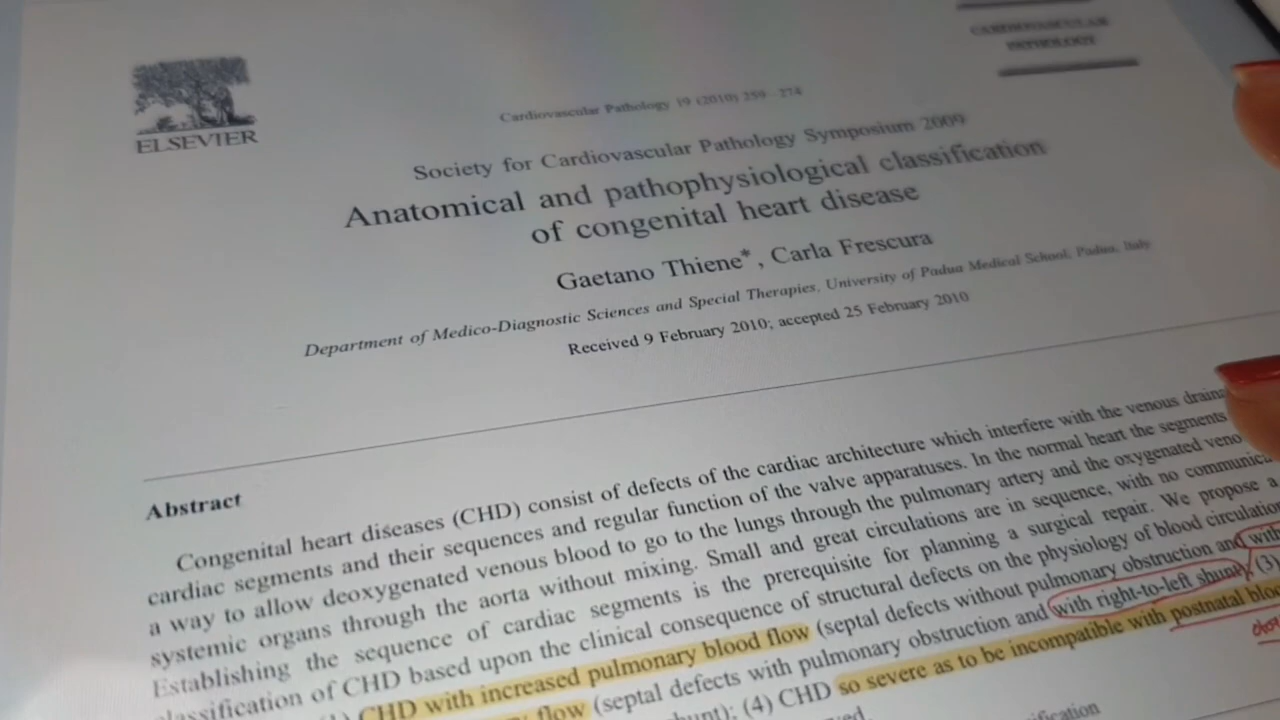 ELSEVIER
CARDIOVASCULAR
PATHOLOGY
Cardiovascular Pathology 19 (2010) 259–274
Society for Cardiovascular Pathology Symposium 2009
Anatomical and pathophysiological classification
of congenital heart disease
Gaetano Thiene*, Carla Frescura
Department of Medico-Diagnostic Sciences and Special Therapies, University of Padua Medical School, Padua, Italy
Received 9 February 2010; accepted 25 February 2010
Abstract
Congenital heart diseases (CHD) consist of defects of the cardiac architecture which interfere with the venous
cardiac segments and their sequences and regular function of the valve apparatuses. In the normal heart the segments
a way to allow deoxygenated venous blood to go to the lungs through the pulmonary artery and the oxygenated
systemic organs through the aorta without mixing. Small and great circulations are in sequence, with no
Establishing the sequence of cardiac segments is the prerequisite for planning a surgical repair. We propose a
classification of CHD based upon the clinical consequence of structural defects on the physiology of blood
CHD with increased pulmonary blood flow (septal defects without pulmonary obstruction and with
flow (septal defects with pulmonary obstruction and with right-to-left shunt); (3)
(4) CHD so severe as to be incompatible with postnatal